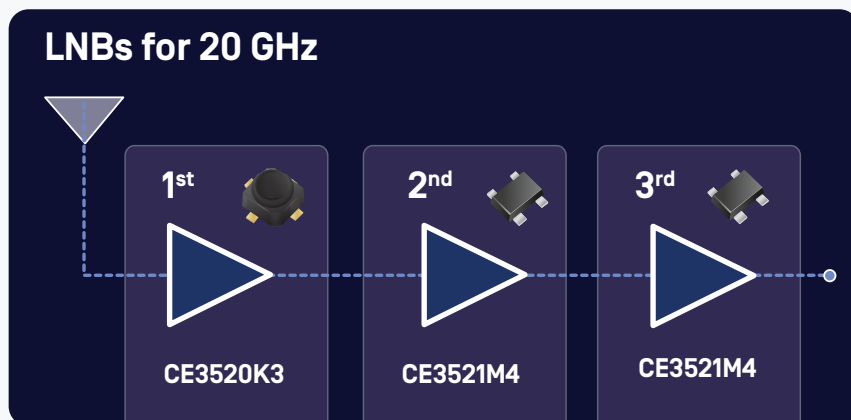 LNBs for 20 GHz
1st
2nd
3rd
CE3520K3
CE3521M4
CE3521M4